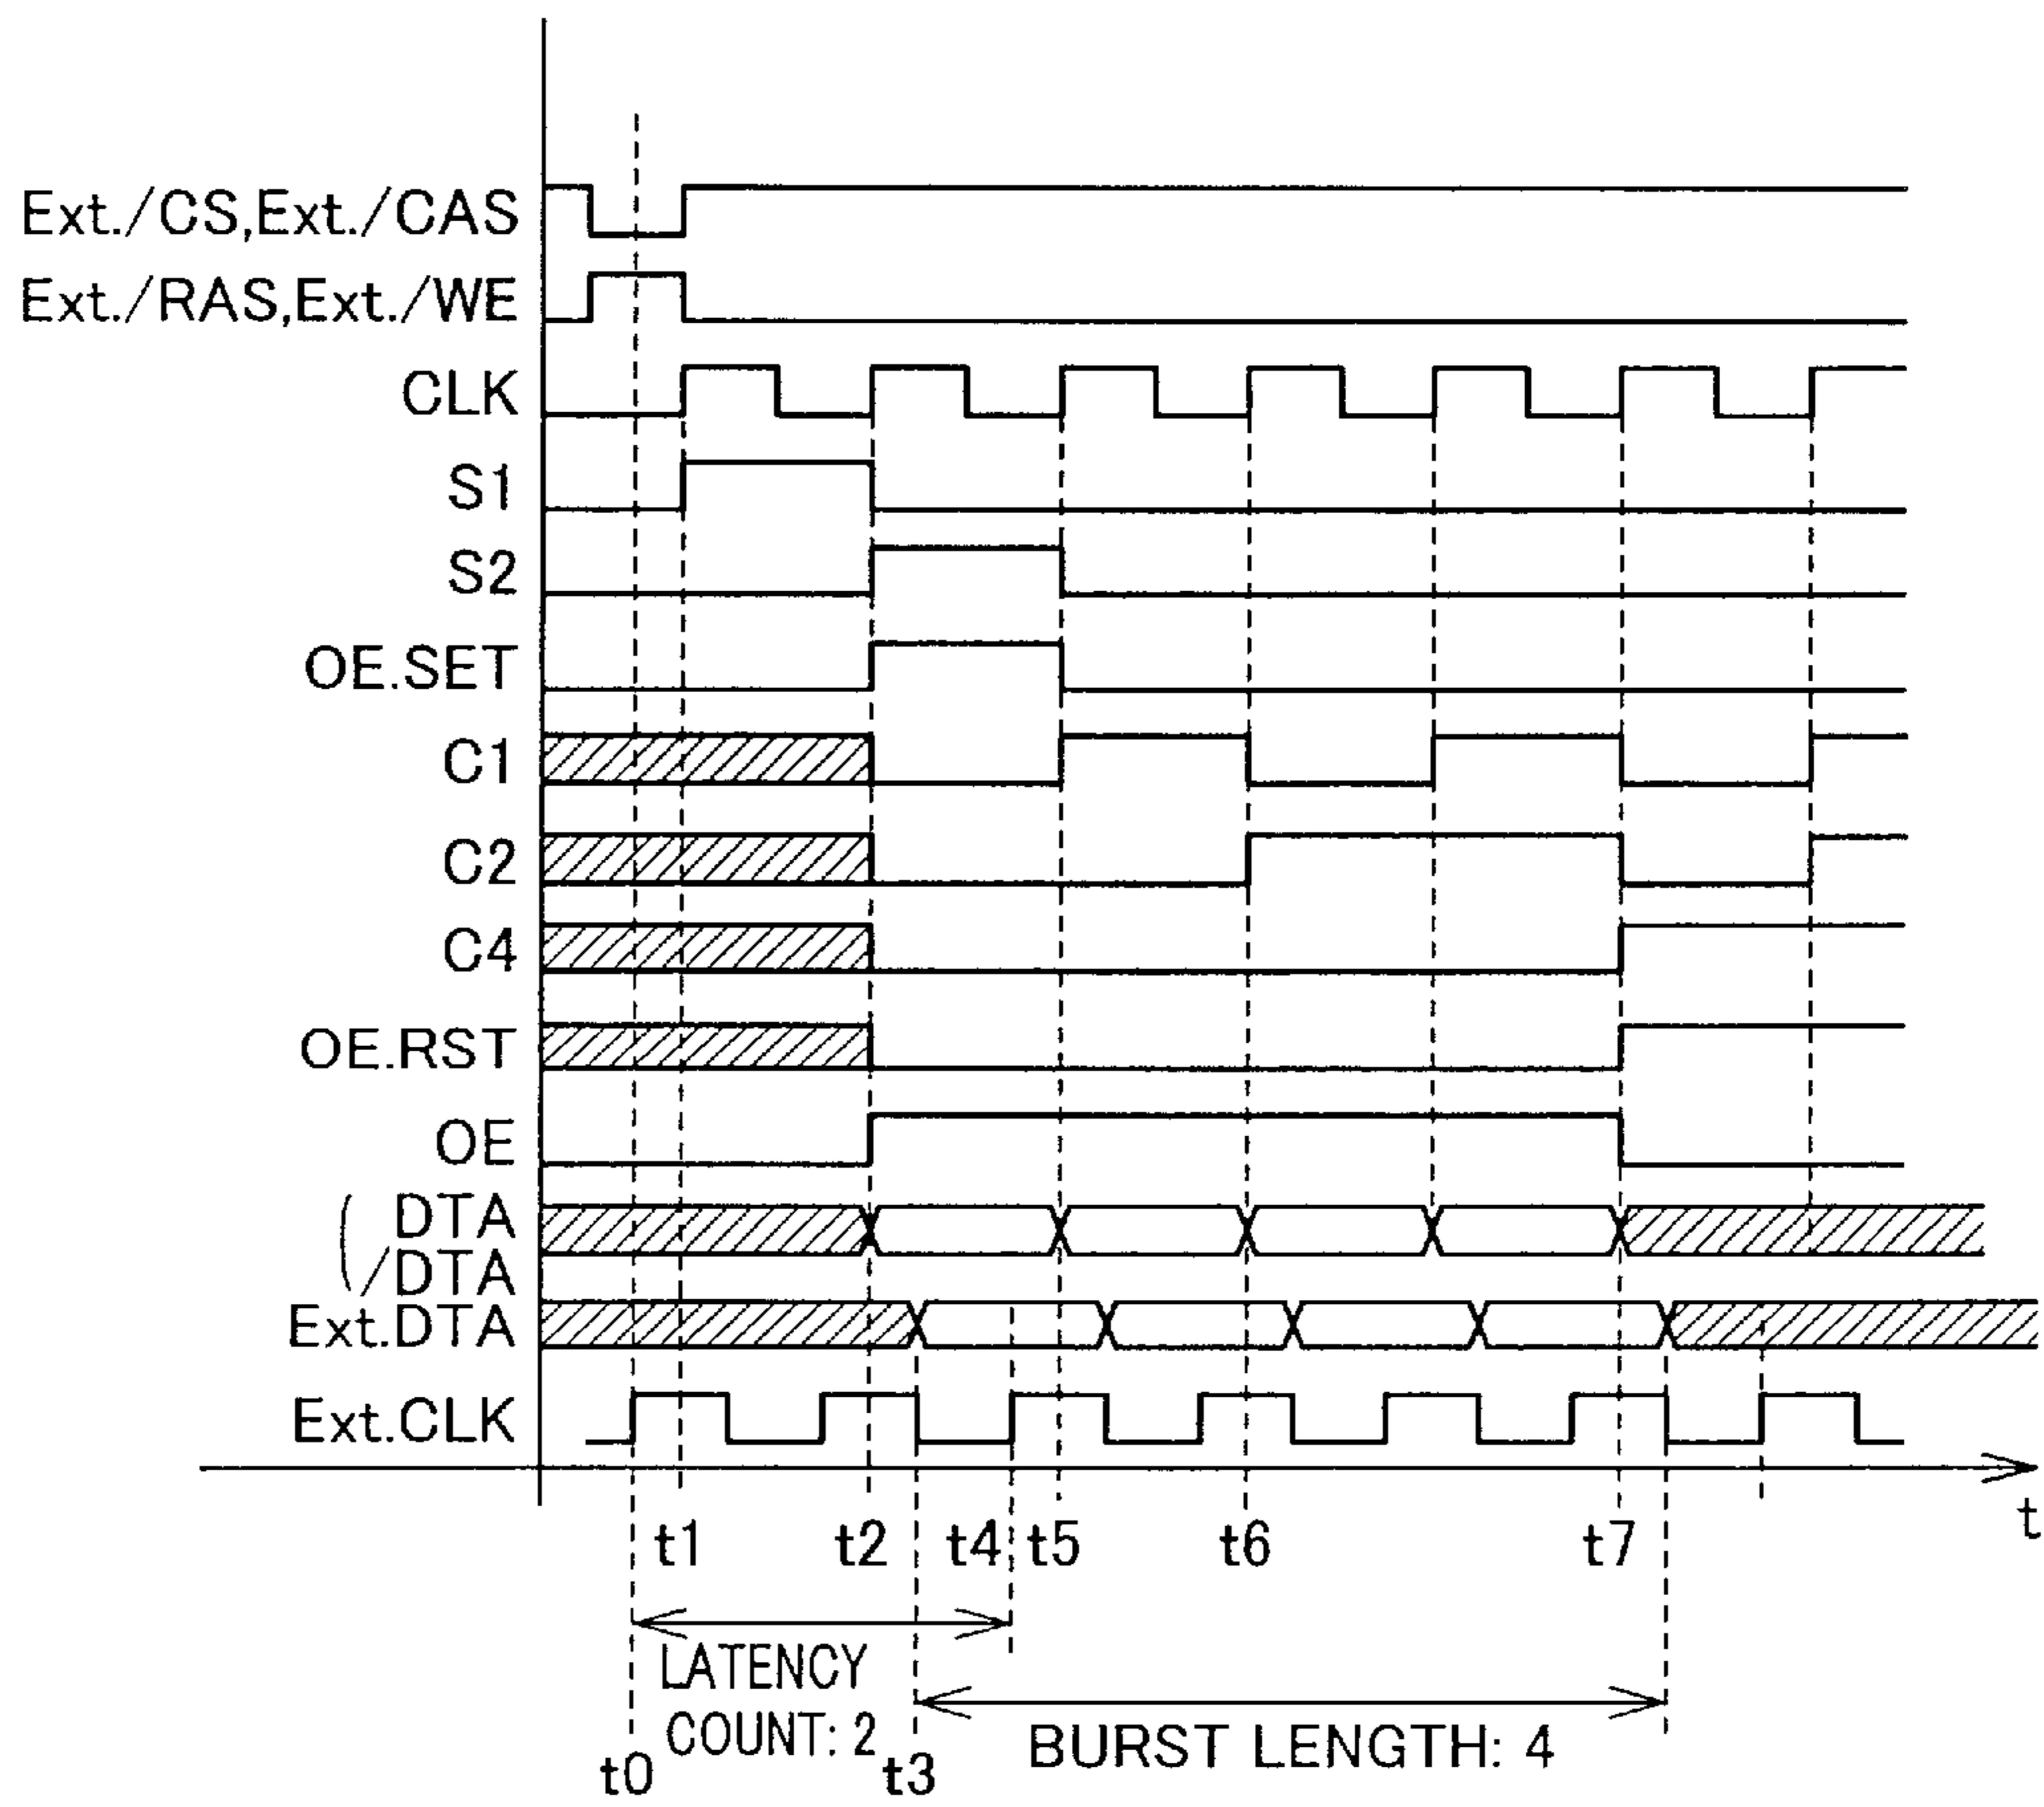 Ext./CS,Ext./CAS
Ext./RAS,Ext./WE
CLK
S1
S2
OE.SET
C1
C2
C4
OE.RST
OE
DTA
/DTA
Ext.DTA
Ext.CLK
t
t1 t2 t4 t5 t6 t7
LATENCY
COUNT: 2
BURST LENGTH: 4
t0 t3